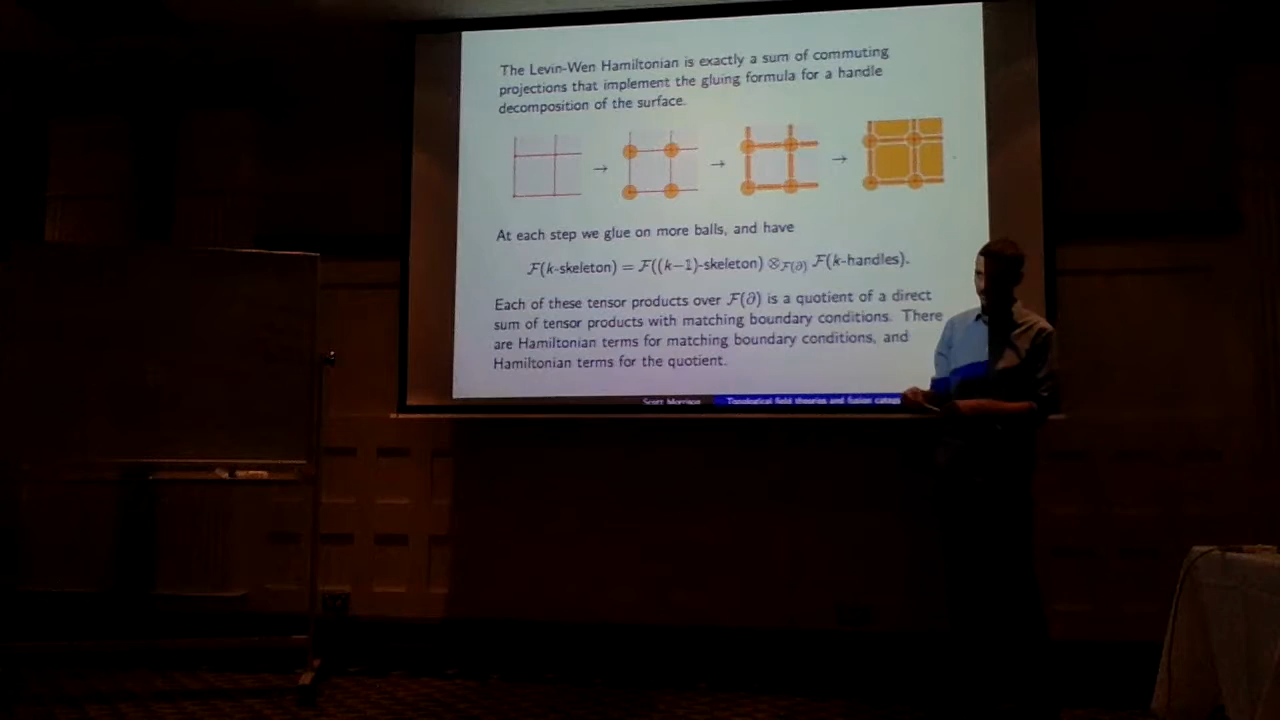 The Levin-Wen Hamiltonian is exactly a sum of commuting
projections that implement the gluing formula for a handle
decomposition of the surface.
→ → →
At each step we glue on more balls, and have
F(k-skeleton) = F((k−1)-skeleton) ⊗F(∂) F(k-handles).
Each of these tensor products over F(∂) is a quotient of a direct
sum of tensor products with matching boundary conditions. There
are Hamiltonian terms for matching boundary conditions, and
Hamiltonian terms for the quotient.
Scott Morrison Topological field theories and fusion categ